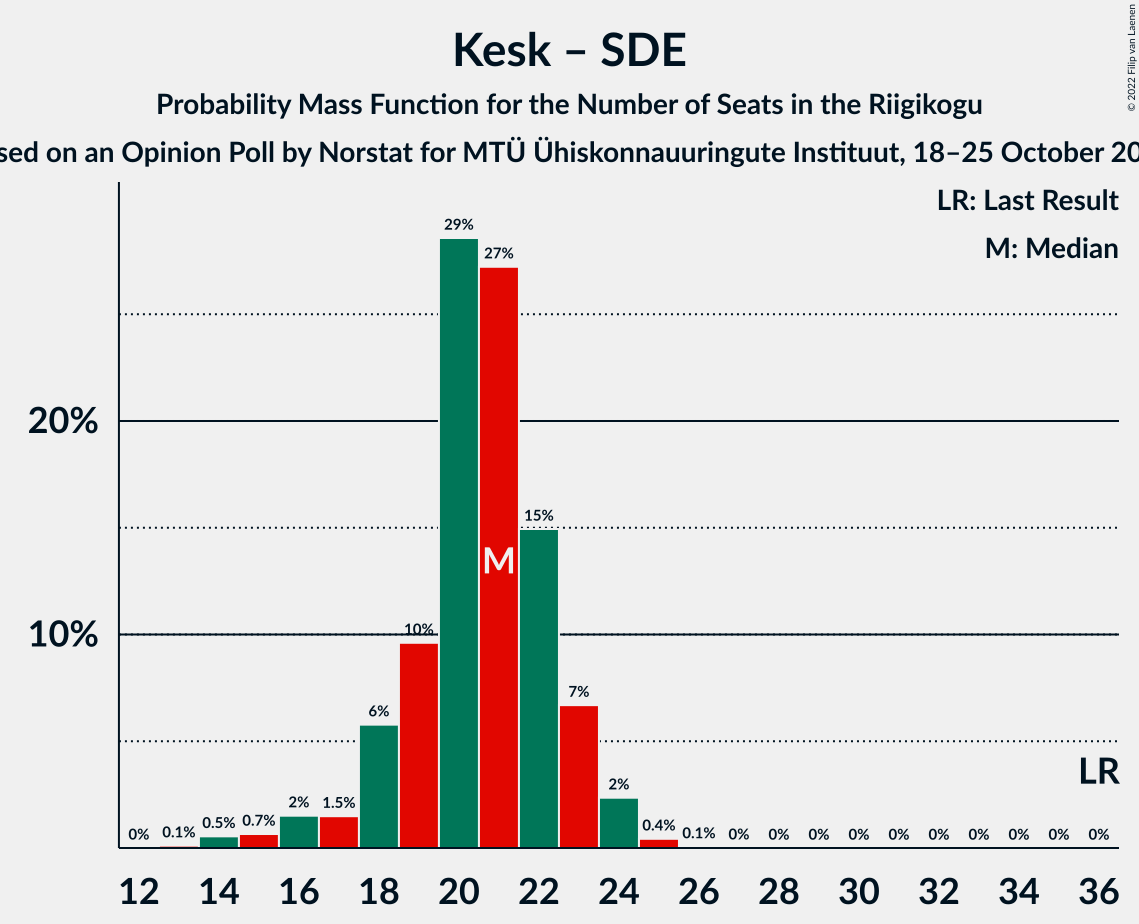 Kesk – SDE
Probability Mass Function for the Number of Seats in the Riigikogu
sed on an Opinion Poll by Norstat for MTÜ Ühiskonnauuringute Instituut, 18–25 October 20
© 2022 Filip van Laenen
LR: Last Result
M: Median
29%
27%
20%
15%
M
10%
10%
7%
6%
LR
2%
2%
1.5%
0% 0.1% 0.5% 0.7% 0.4% 0.1% 0% 0% 0% 0% 0% 0% 0% 0% 0% 0%
12 14 16 18 20 22 24 26 28 30 32 34 36